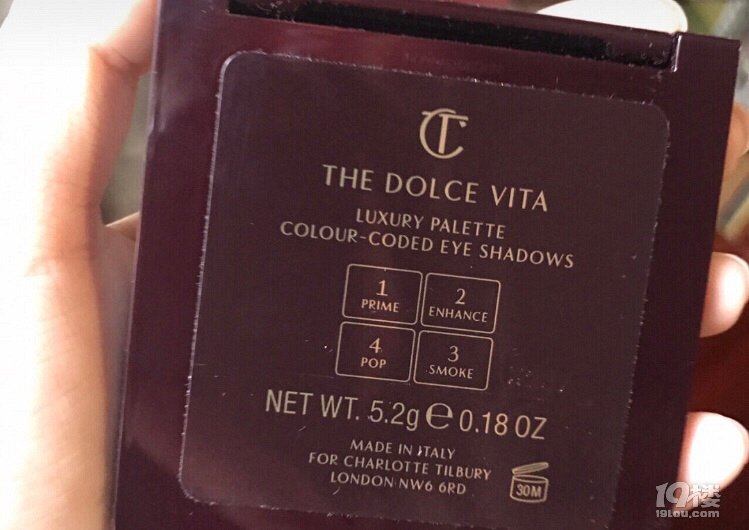 CT
THE DOLCE VITA
LUXURY PALETTE
COLOUR-CODED EYE SHADOWS
1
PRIME
2
ENHANCE
4
POP
3
SMOKE
NET WT. 5.2g ℮ 0.18 OZ
MADE IN ITALY
FOR CHARLOTTE TILBURY
LONDON NW6 6RD
30M
19楼
19lou.com